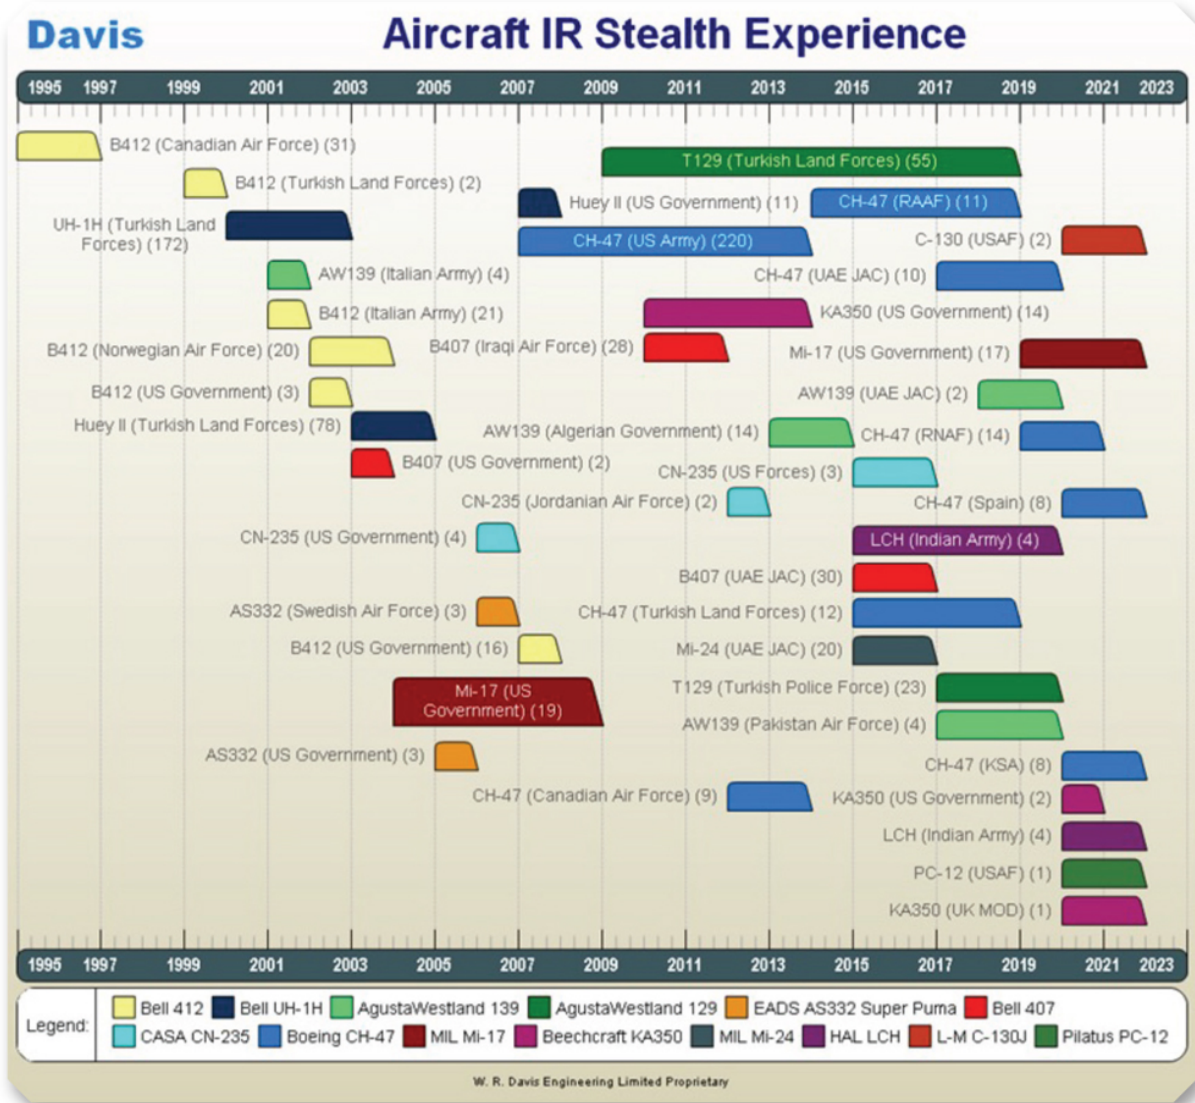 Davis
Aircraft IR Stealth Experience
1995 1997 1999 2001 2003 2005 2007 2009 2011 2013 2015 2017 2019 2021 2023
B412 (Canadian Air Force) (31)
T129 (Turkish Land Forces) (55)
B412 (Turkish Land Forces) (2)
Huey II (US Government) (11)
CH-47 (RAAF) (11)
UH-1H (Turkish Land
Forces) (172)
CH-47 (US Army) (220)
C-130 (USAF) (2)
AW139 (Italian Army) (4)
CH-47 (UAE JAC) (10)
B412 (Italian Army) (21)
KA350 (US Government) (14)
B412 (Norwegian Air Force) (20)
B407 (Iraqi Air Force) (28)
Mi-17 (US Government) (17)
B412 (US Government) (3)
AW139 (UAE JAC) (2)
Huey II (Turkish Land Forces) (78)
AW139 (Algerian Government) (14)
CH-47 (RNAF) (14)
B407 (US Government) (2)
CN-235 (US Forces) (3)
CN-235 (Jordanian Air Force) (2)
CH-47 (Spain) (8)
CN-235 (US Government) (4)
LCH (Indian Army) (4)
B407 (UAE JAC) (30)
AS332 (Swedish Air Force) (3)
CH-47 (Turkish Land Forces) (12)
B412 (US Government) (16)
Mi-24 (UAE JAC) (20)
Mi-17 (US
Government) (19)
T129 (Turkish Police Force) (23)
AW139 (Pakistan Air Force) (4)
AS332 (US Government) (3)
CH-47 (KSA) (8)
CH-47 (Canadian Air Force) (9)
KA350 (US Government) (2)
LCH (Indian Army) (4)
PC-12 (USAF) (1)
KA350 (UK MOD) (1)
1995 1997 1999 2001 2003 2005 2007 2009 2011 2013 2015 2017 2019 2021 2023
Legend:
Bell 412 Bell UH-1H AgustaWestland 139 AgustaWestland 129 EADS AS332 Super Puma Bell 407
CASA CN-235 Boeing CH-47 MIL Mi-17 Beechcraft KA350 MIL Mi-24 HAL LCH L-M C-130J Pilatus PC-12
W. R. Davis Engineering Limited Proprietary